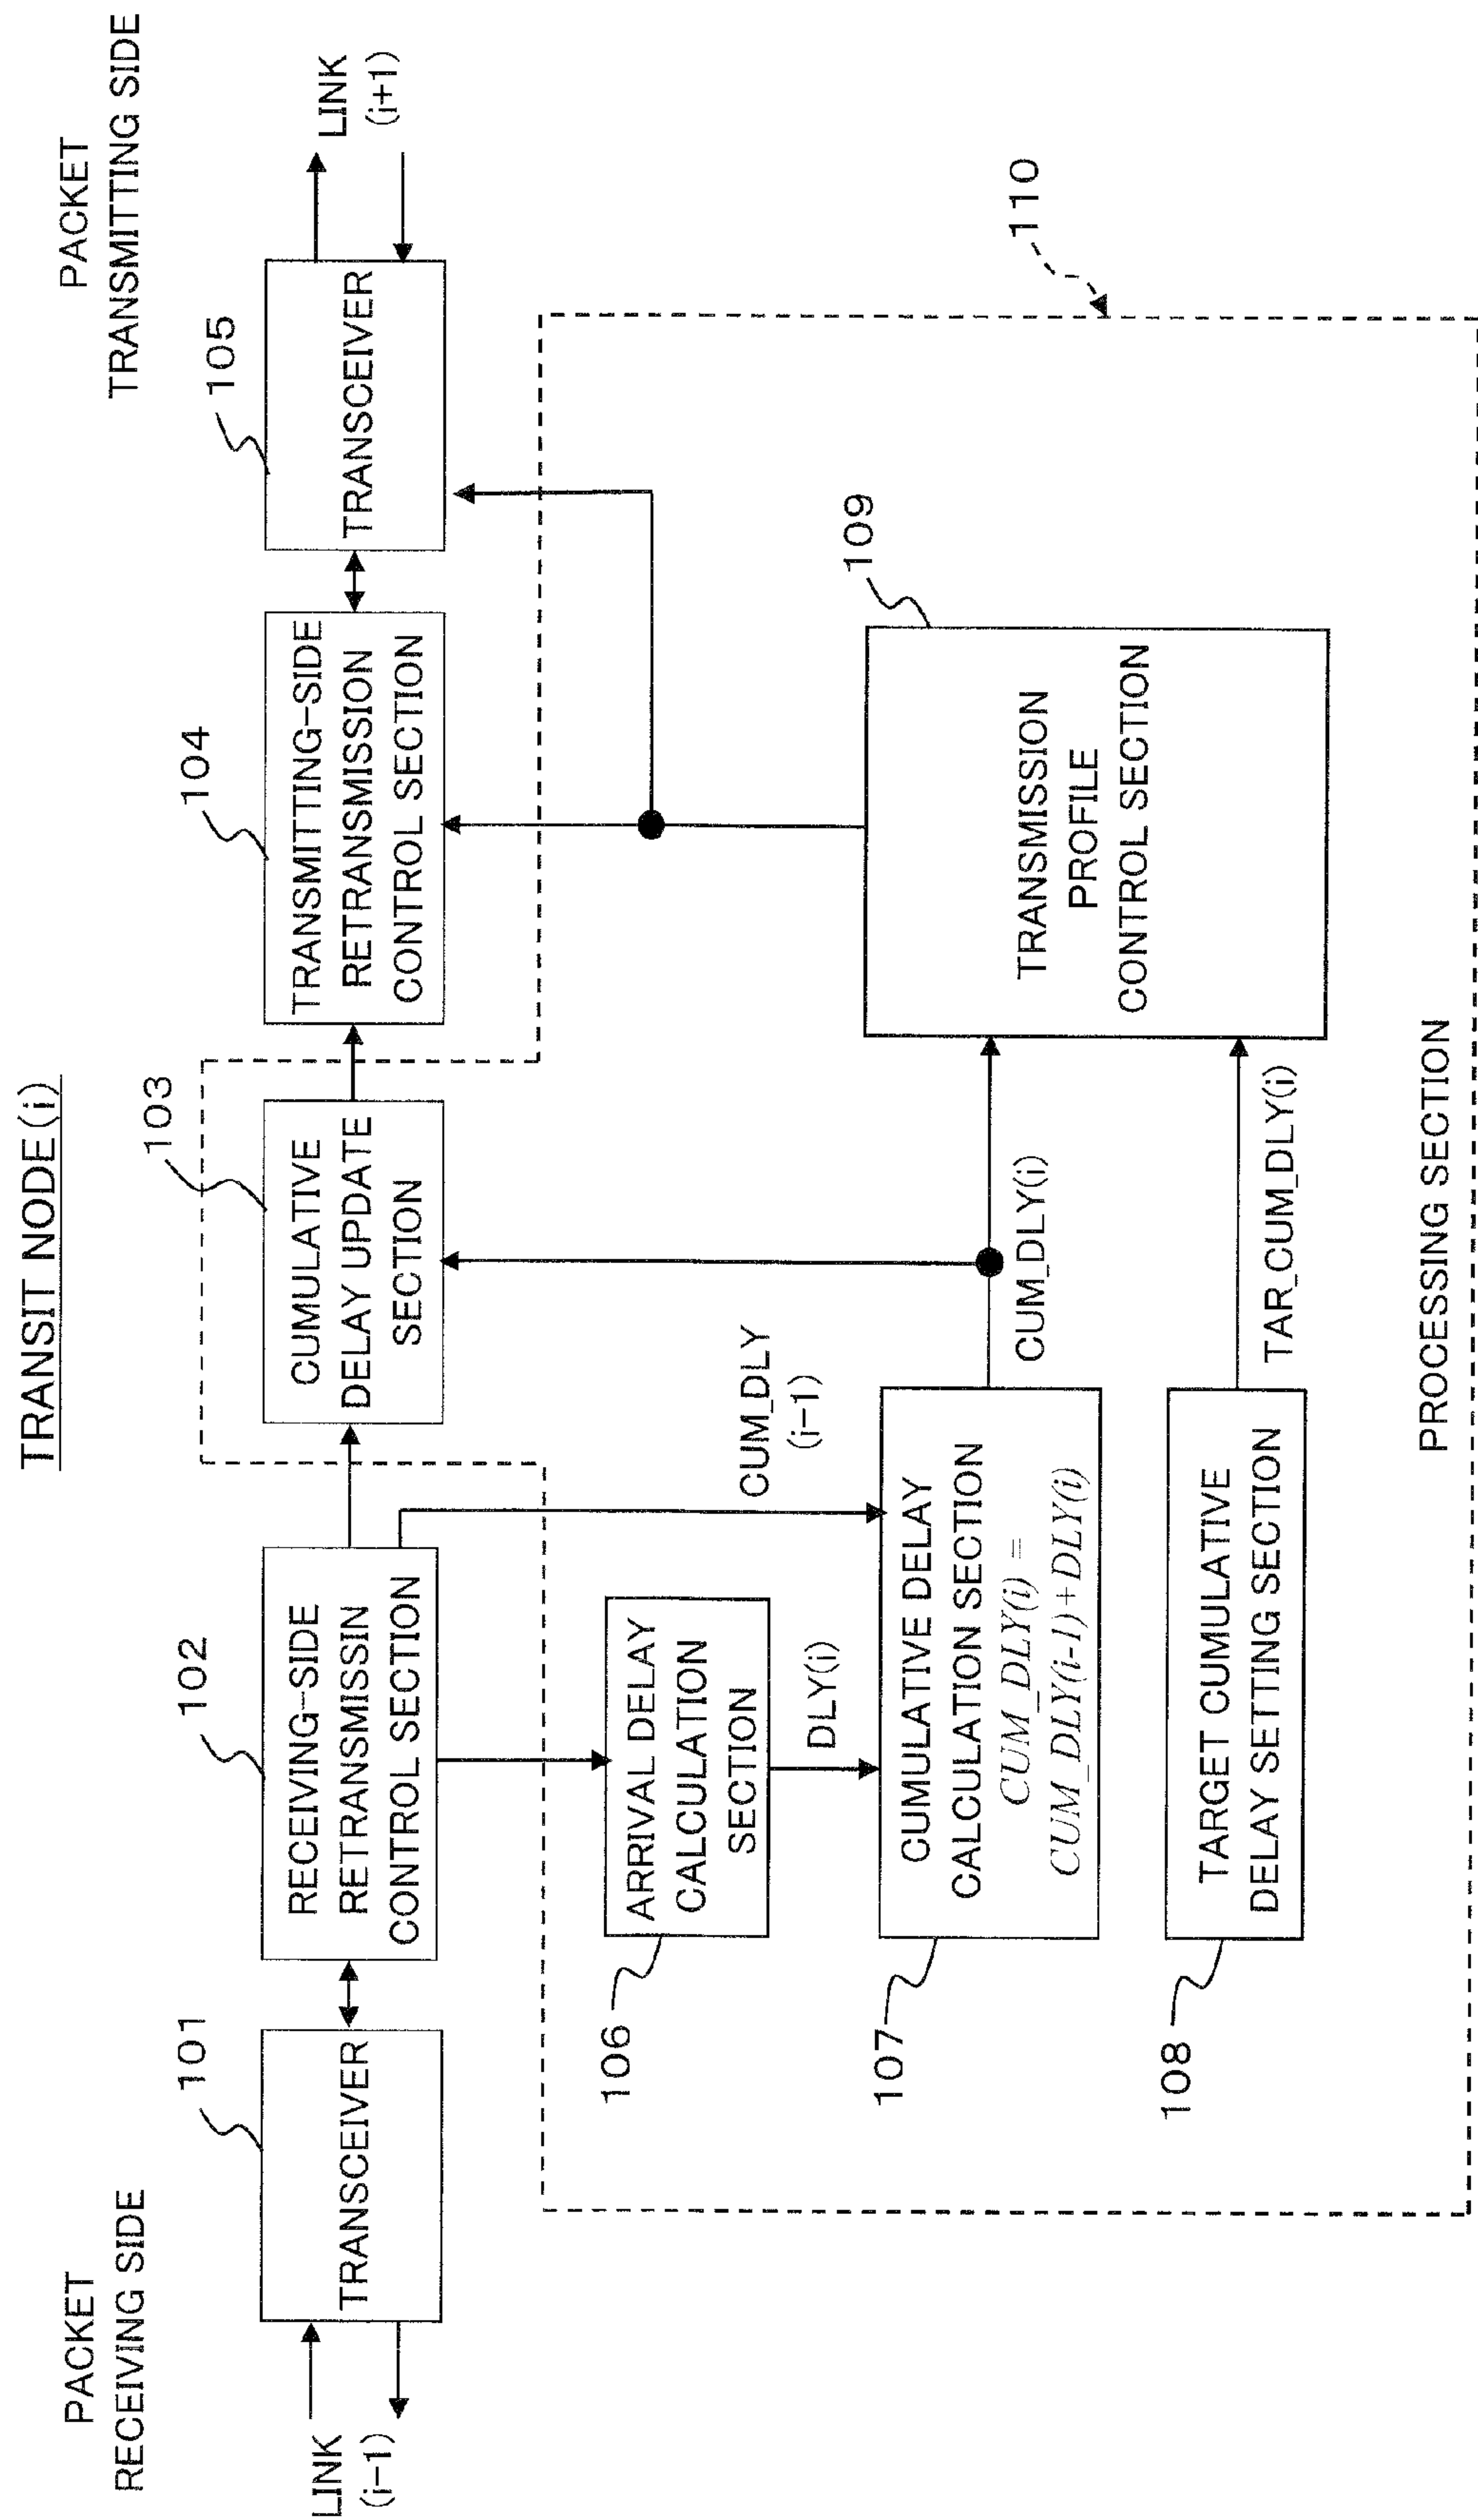 TRANSIT NODE(i)
PACKET
RECEIVING SIDE
PACKET
TRANSMITTING SIDE
LINK
(i−1)
101
TRANSCEIVER
102
RECEIVING-SIDE
RETRANSMISSIN
CONTROL SECTION
103
CUMULATIVE
DELAY UPDATE
SECTION
104
TRANSMITTING-SIDE
RETRANSMISSION
CONTROL SECTION
105
TRANSCEIVER
LINK
(i+1)
106
ARRIVAL DELAY
CALCULATION
SECTION
DLY(i)
CUM_DLY
(i−1)
107
CUMULATIVE DELAY
CALCULATION SECTION
CUM_DLY(i) =
CUM_DLY(i-1)+DLY(i)
CUM_DLY(i)
108
TARGET CUMULATIVE
DELAY SETTING SECTION
TAR_CUM_DLY(i)
109
TRANSMISSION
PROFILE
CONTROL SECTION
110
PROCESSING SECTION